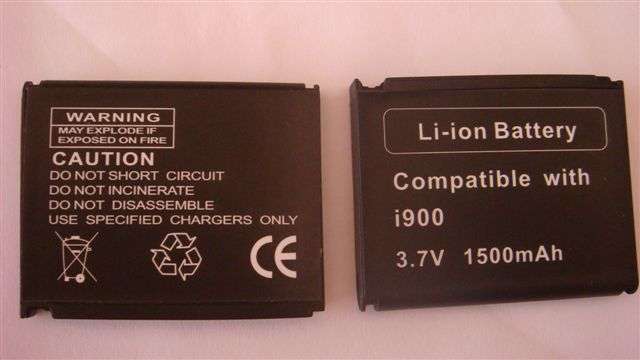 WARNING
MAY EXPLODE IF
EXPOSED ON FIRE
CAUTION
DO NOT SHORT CIRCUIT
DO NOT INCINERATE
DO NOT DISASSEMBLE
USE SPECIFIED CHARGERS ONLY
CE
Li-ion Battery
Compatible with
i900
3.7V 1500mAh